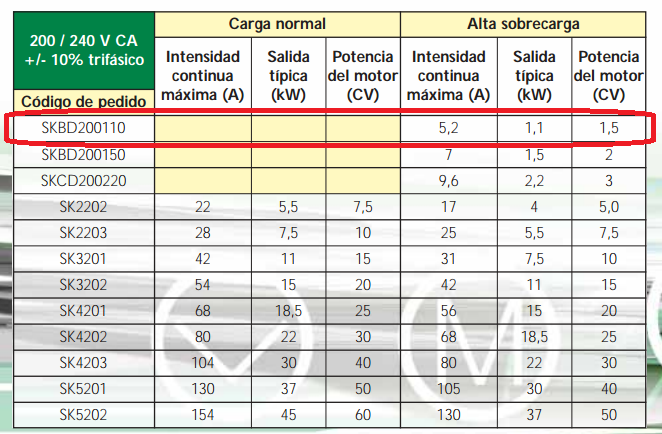 200 / 240 V CA
+/- 10% trifásico
Código de pedido
Carga normal
Alta sobrecarga
Intensidad continua máxima (A)
Salida típica (kW)
Potencia del motor (CV)
Intensidad continua máxima (A)
Salida típica (kW)
Potencia del motor (CV)
SKBD200110 5,2 1,1 1,5
SKBD200150 7 1,5 2
SKCD200220 9,6 2,2 3
SK2202 22 5,5 7,5 17 4 5,0
SK2203 28 7,5 10 25 5,5 7,5
SK3201 42 11 15 31 7,5 10
SK3202 54 15 20 42 11 15
SK4201 68 18,5 25 56 15 20
SK4202 80 22 30 68 18,5 25
SK4203 104 30 40 80 22 30
SK5201 130 37 50 105 30 40
SK5202 154 45 60 130 37 50